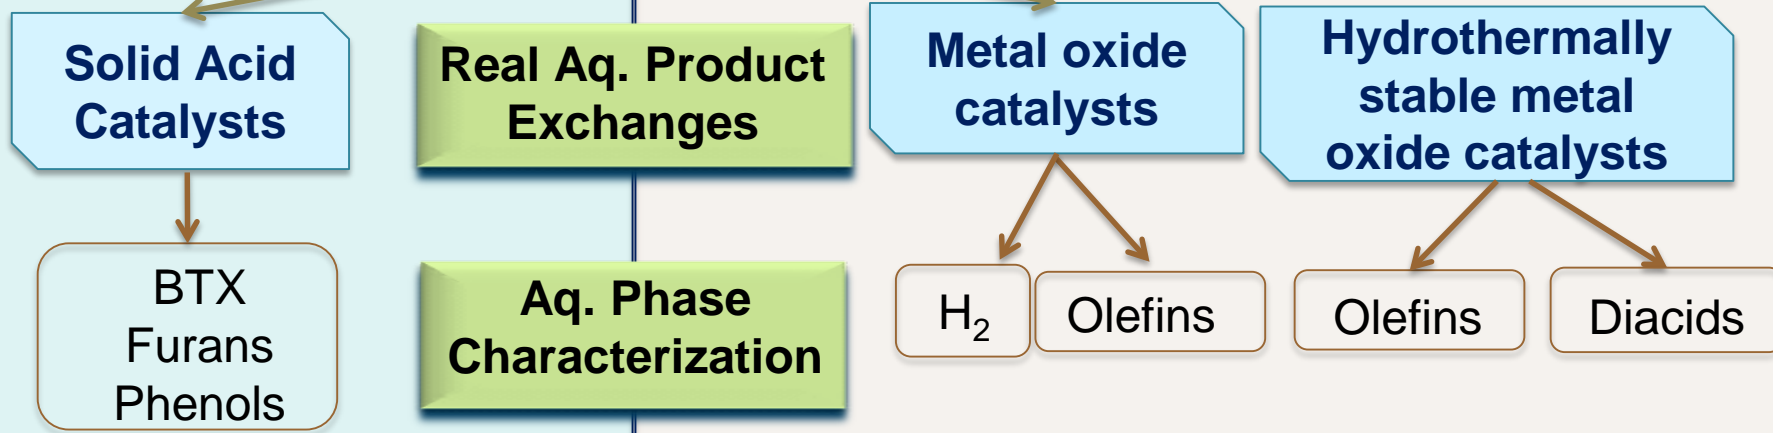 Solid Acid
Catalysts
Real Aq. Product
Exchanges
Metal oxide
catalysts
Hydrothermally
stable metal
oxide catalysts
BTX
Furans
Phenols
Aq. Phase
Characterization
H₂
Olefins
Olefins
Diacids